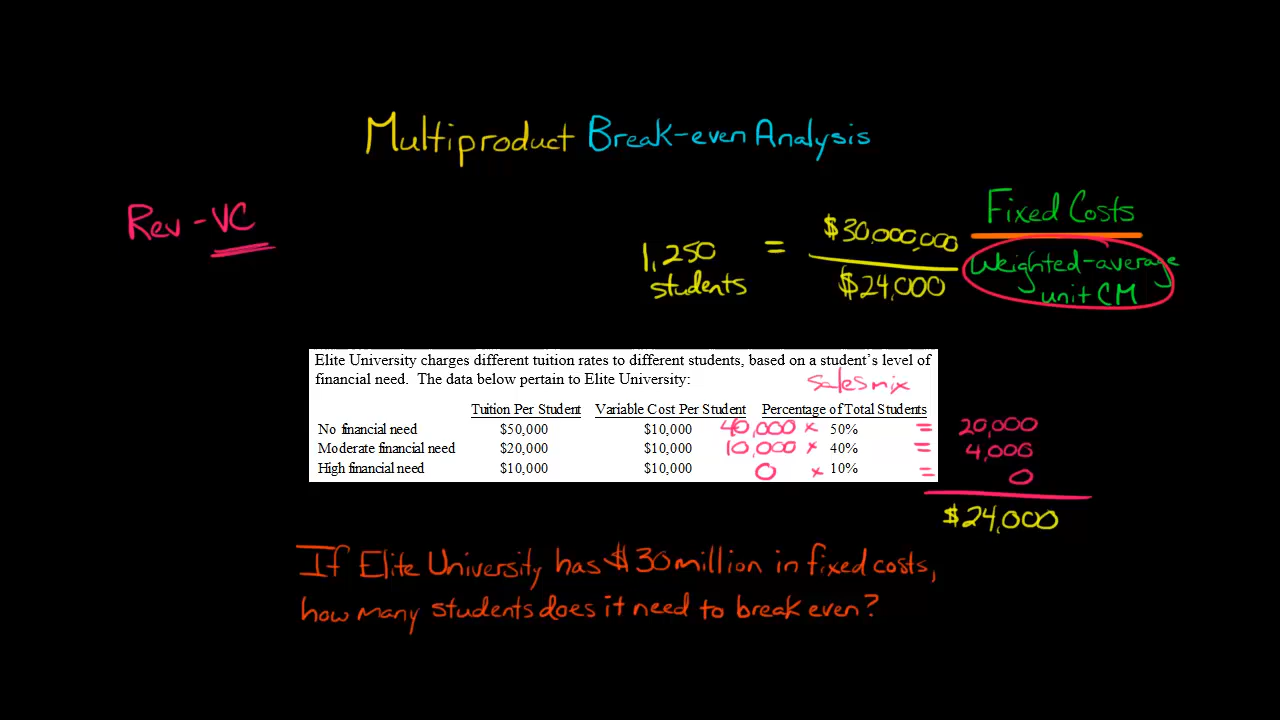 Multiproduct Break-even Analysis
Rev - VC
1,250 students = $30,000,000 / $24,000
Fixed Costs
Weighted-average
unit CM
Elite University charges different tuition rates to different students, based on a student's level of
financial need. The data below pertain to Elite University:
sales mix
Tuition Per Student Variable Cost Per Student Percentage of Total Students
No financial need $50,000 $10,000 40,000 x 50% = 20,000
Moderate financial need $20,000 $10,000 10,000 x 40% = 4,000
High financial need $10,000 $10,000 0 x 10% = 0
$24,000
If Elite University has $30 million in fixed costs,
how many students does it need to break even?